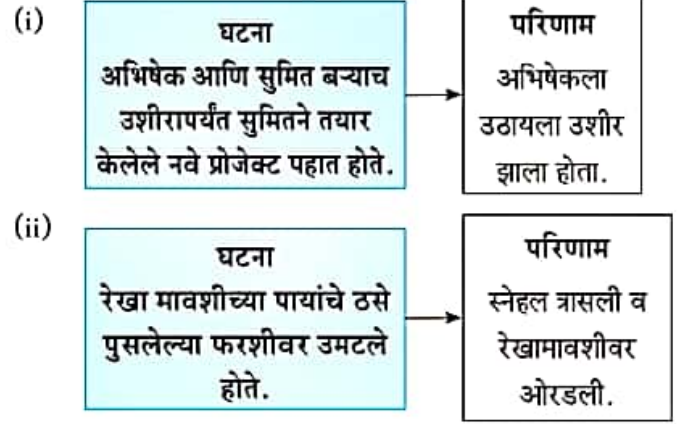 (i)
घटना
अभिषेक आणि सुमित बऱ्याच
उशीरापर्यंत सुमितने तयार
केलेले नवे प्रोजेक्ट पहात होते.
परिणाम
अभिषेकला
उठायला उशीर
झाला होता.
(ii)
घटना
रेखा मावशीच्या पायांचे ठसे
पुसलेल्या फरशीवर उमटले
होते.
परिणाम
स्नेहल त्रासली व
रेखामावशीवर
ओरडली.